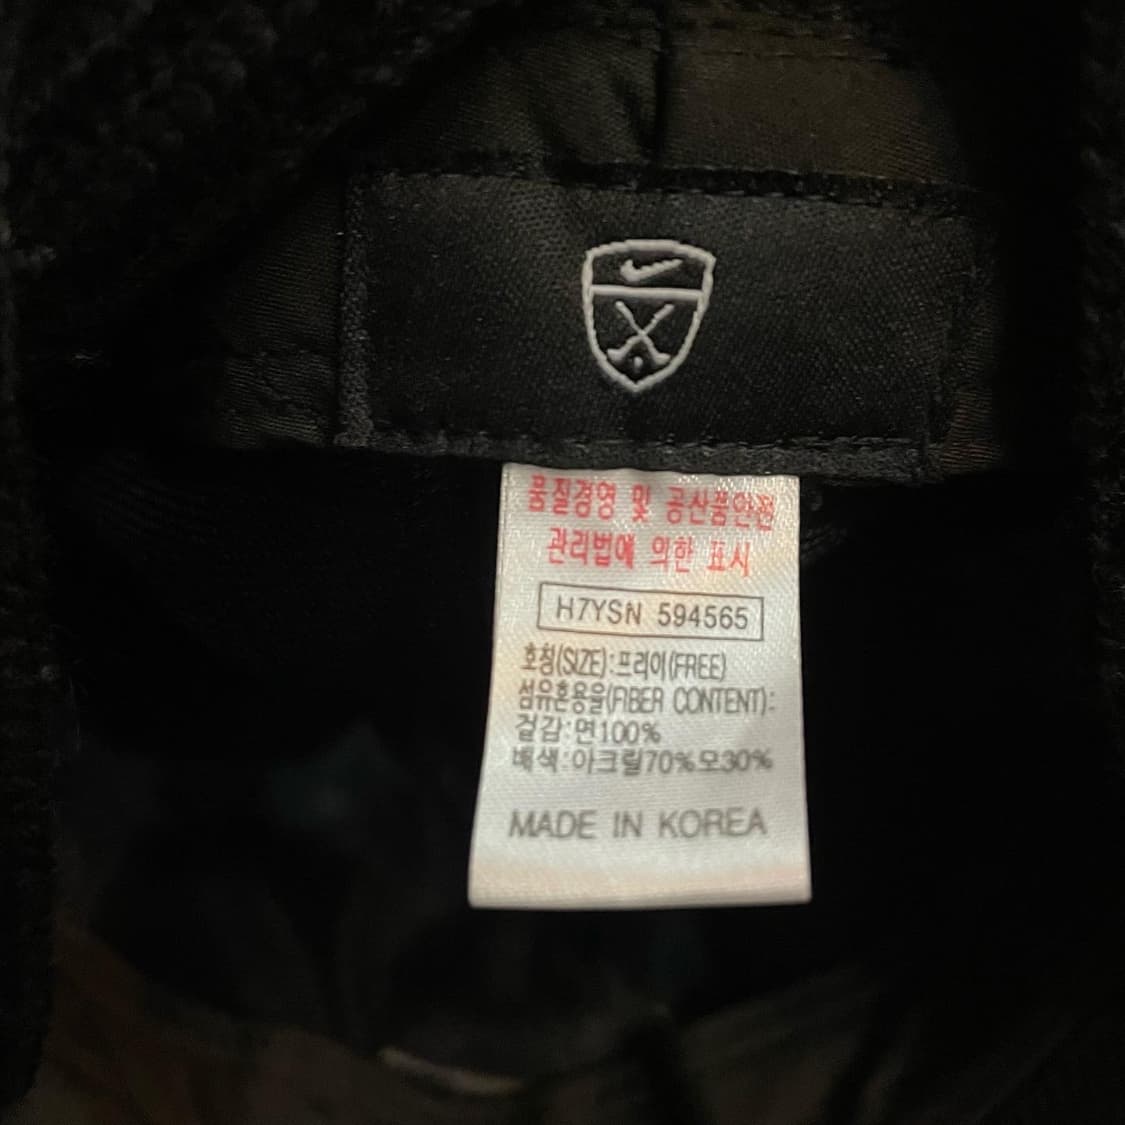 품질경영 및 공산품안전
관리법에 의한 표시
H7YSN 594565
호칭(SIZE):프리이(FREE)
섬유혼용율(FIBER CONTENT):
겉감:면100%
배색:아크릴70%모30%
MADE IN KOREA